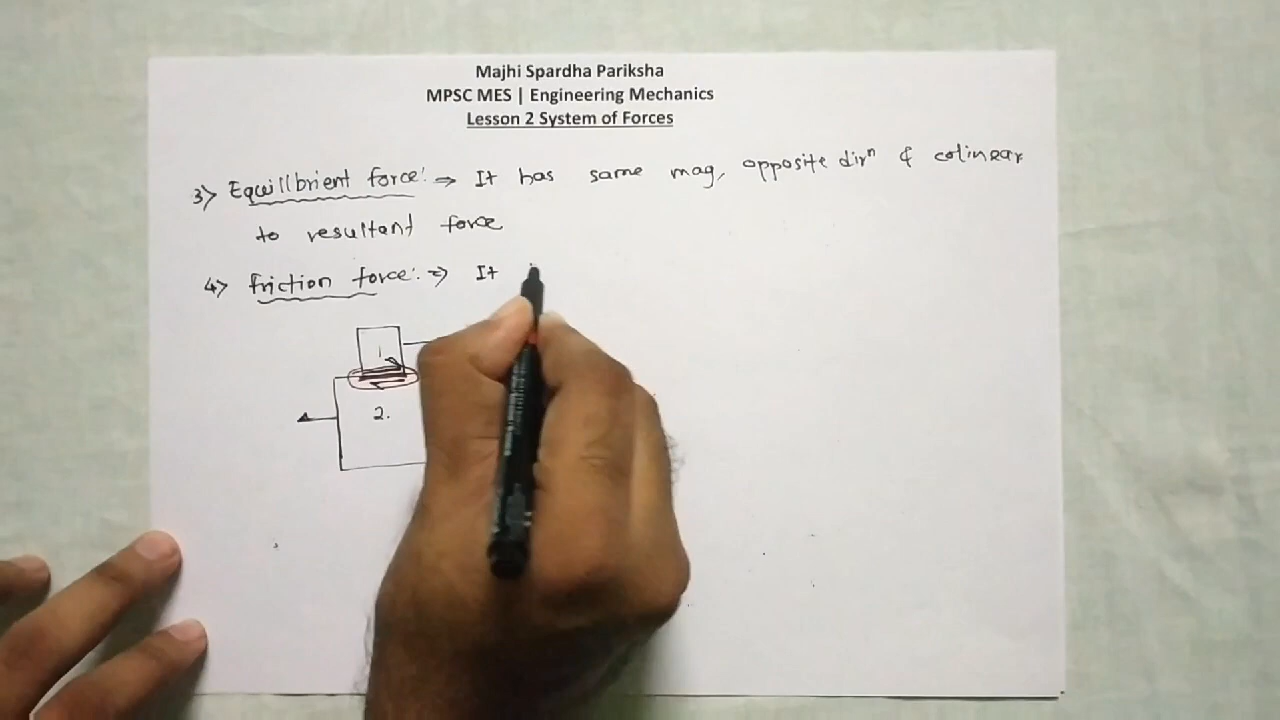 Majhi Spardha Pariksha
MPSC MES | Engineering Mechanics
Lesson 2 System of Forces
3) Equillbrient force: ⇒ It has same mag, opposite dirⁿ & colinear
to resultant force
4) friction force: ⇒ It
1
2.